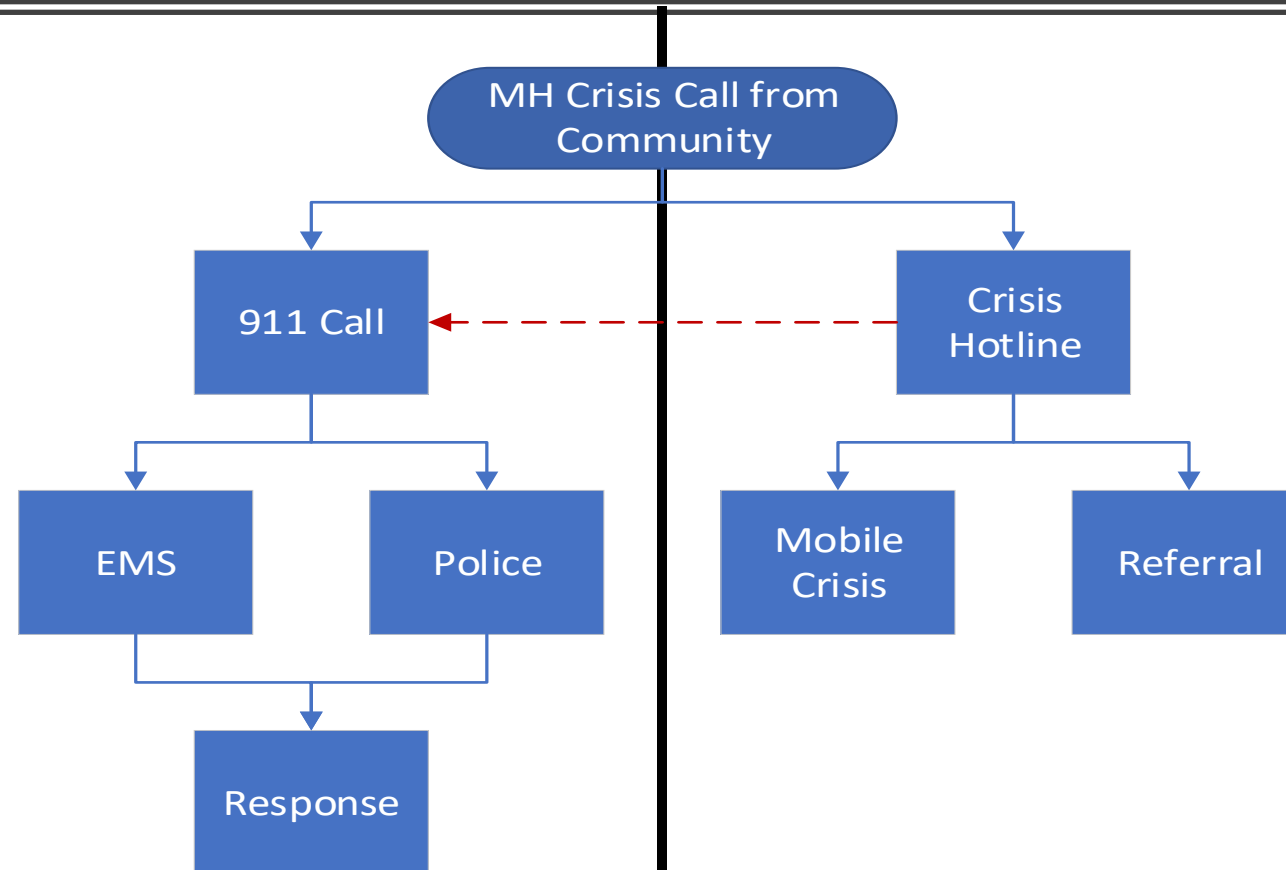 MH Crisis Call from
Community
911 Call
Crisis
Hotline
EMS
Police
Mobile
Crisis
Referral
Response